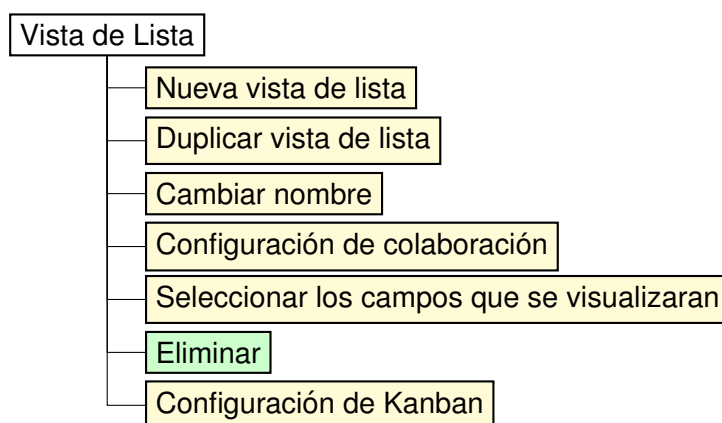 Vista de Lista
Nueva vista de lista
Duplicar vista de lista
Cambiar nombre
Configuración de colaboración
Seleccionar los campos que se visualizaran
Eliminar
Configuración de Kanban